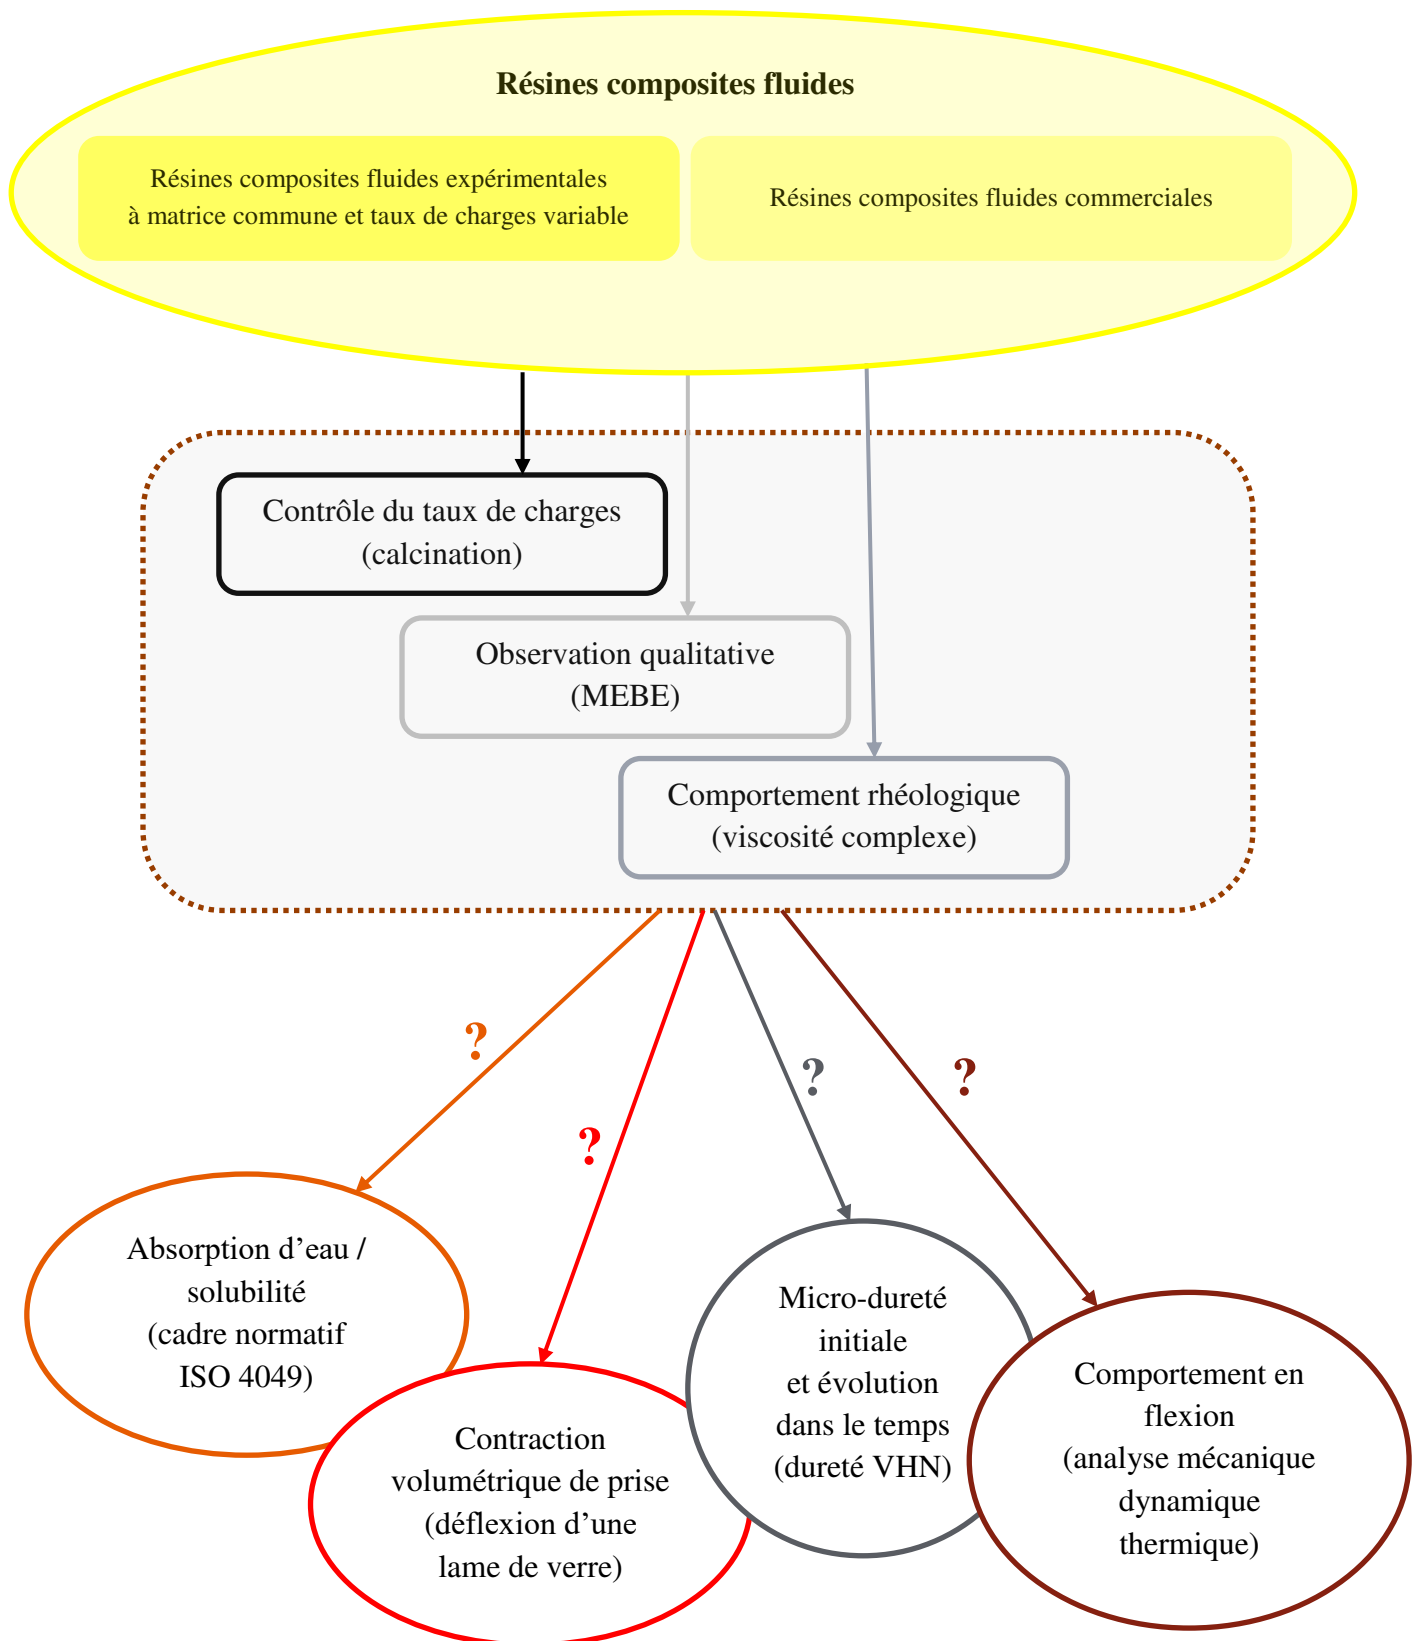 Résines composites fluides
Résines composites fluides expérimentales
à matrice commune et taux de charges variable
Résines composites fluides commerciales
Contrôle du taux de charges
(calcination)
Observation qualitative
(MEBE)
Comportement rhéologique
(viscosité complexe)
?
?
?
?
Absorption d’eau /
solubilité
(cadre normatif
ISO 4049)
Contraction
volumétrique de prise
(déflexion d’une
lame de verre)
Micro-dureté
initiale
et évolution
dans le temps
(dureté VHN)
Comportement en
flexion
(analyse mécanique
dynamique
thermique)